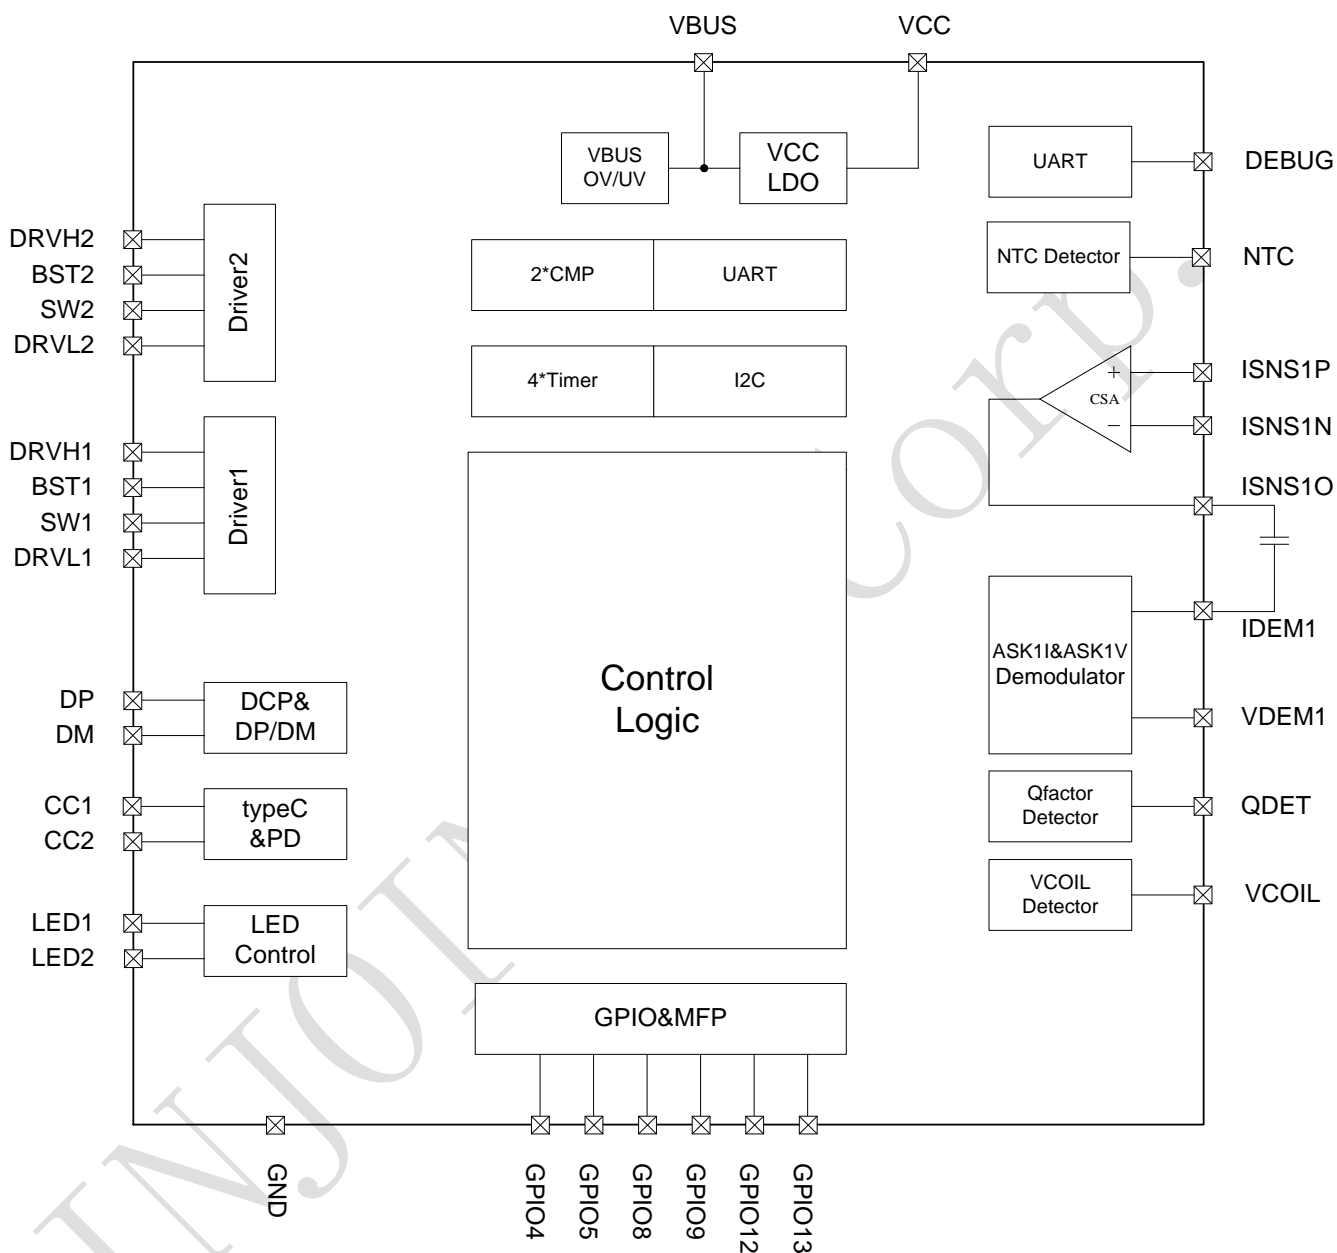 VBUS
VCC
VBUS
OV/UV
VCC
LDO
UART
DEBUG
NTC Detector
NTC
DRVH2
BST2
SW2
DRVL2
Driver2
2*CMP
UART
4*Timer
I2C
+
CSA
−
ISNS1P
ISNS1N
ISNS1O
DRVH1
BST1
SW1
DRVL1
Driver1
Control
Logic
ASK1I&ASK1V
Demodulator
IDEM1
VDEM1
DP
DM
DCP&
DP/DM
CC1
CC2
typeC
&PD
Qfactor
Detector
QDET
VCOIL
Detector
VCOIL
LED1
LED2
LED
Control
GPIO&MFP
GND
GPIO4
GPIO5
GPIO8
GPIO9
GPIO12
GPIO13
INJOIN
Corp.